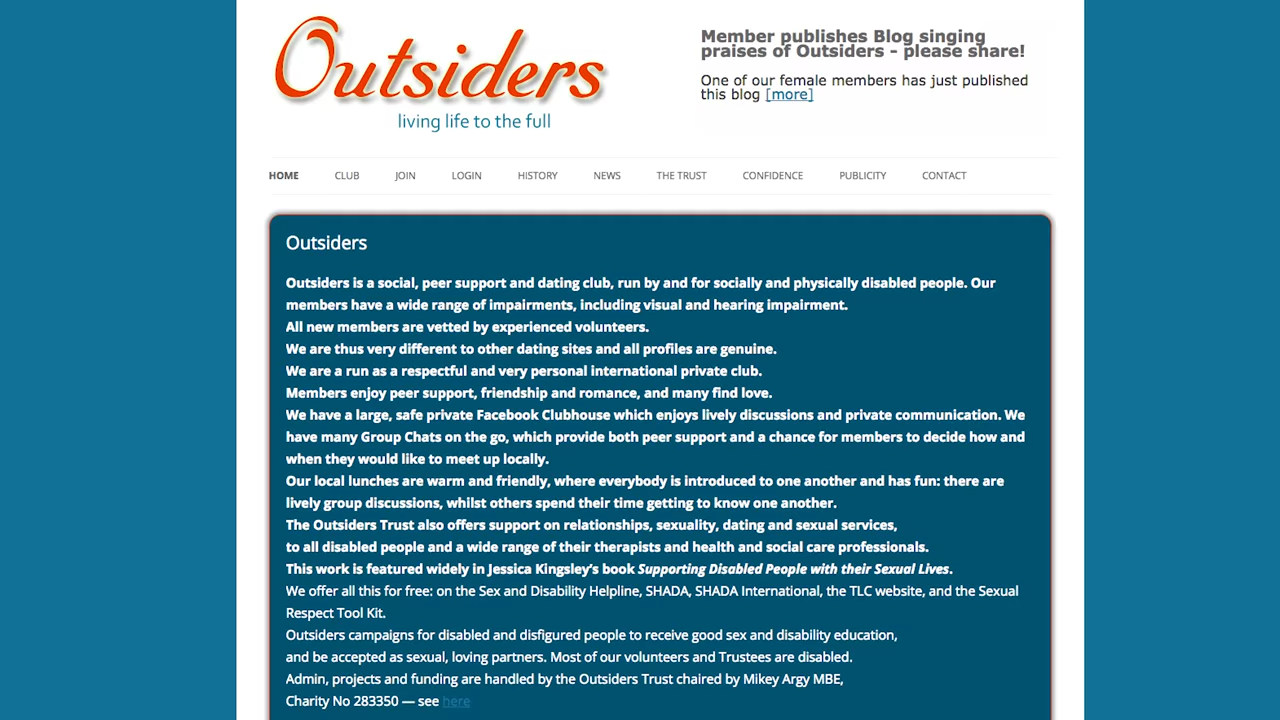 Outsiders
living life to the full
Member publishes Blog singing
praises of Outsiders - please share!
One of our female members has just published
this blog [more]
HOME CLUB JOIN LOGIN HISTORY NEWS THE TRUST CONFIDENCE PUBLICITY CONTACT
Outsiders
Outsiders is a social, peer support and dating club, run by and for socially and physically disabled people. Our
members have a wide range of impairments, including visual and hearing impairment.
All new members are vetted by experienced volunteers.
We are thus very different to other dating sites and all profiles are genuine.
We are a run as a respectful and very personal international private club.
Members enjoy peer support, friendship and romance, and many find love.
We have a large, safe private Facebook Clubhouse which enjoys lively discussions and private communication. We
have many Group Chats on the go, which provide both peer support and a chance for members to decide how and
when they would like to meet up locally.
Our local lunches are warm and friendly, where everybody is introduced to one another and has fun: there are
lively group discussions, whilst others spend their time getting to know one another.
The Outsiders Trust also offers support on relationships, sexuality, dating and sexual services,
to all disabled people and a wide range of their therapists and health and social care professionals.
This work is featured widely in Jessica Kingsley's book Supporting Disabled People with their Sexual Lives.
We offer all this for free: on the Sex and Disability Helpline, SHADA, SHADA International, the TLC website, and the Sexual
Respect Tool Kit.
Outsiders campaigns for disabled and disfigured people to receive good sex and disability education,
and be accepted as sexual, loving partners. Most of our volunteers and Trustees are disabled.
Admin, projects and funding are handled by the Outsiders Trust chaired by Mikey Argy MBE,
Charity No 283350 — see here